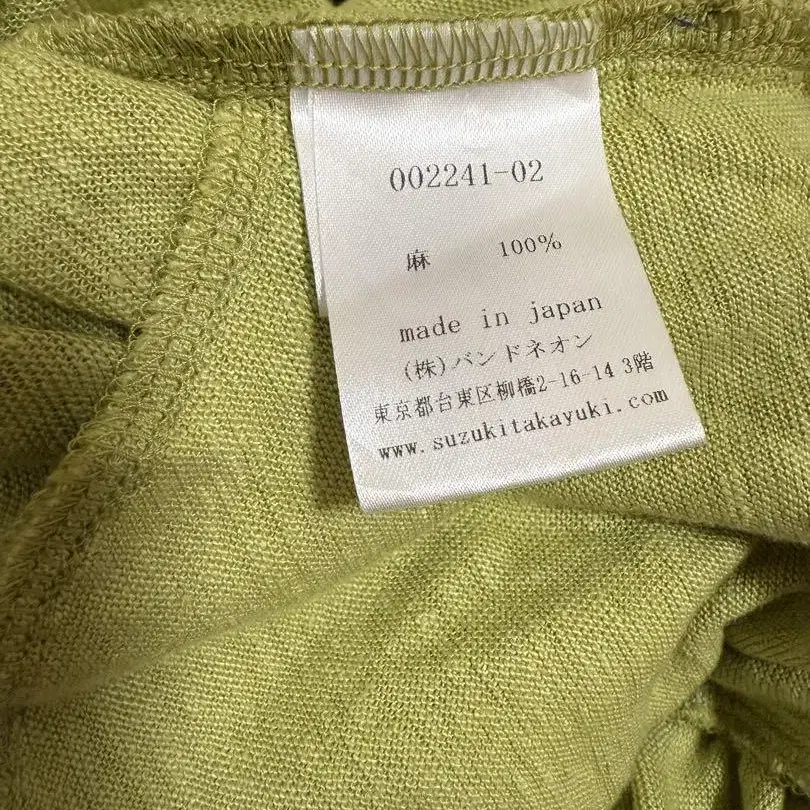 002241-02
麻 100%
made in japan
(株)バンドネオン
東京都台東区柳橋2-16-14 3階
www.suzukitakayuki.com